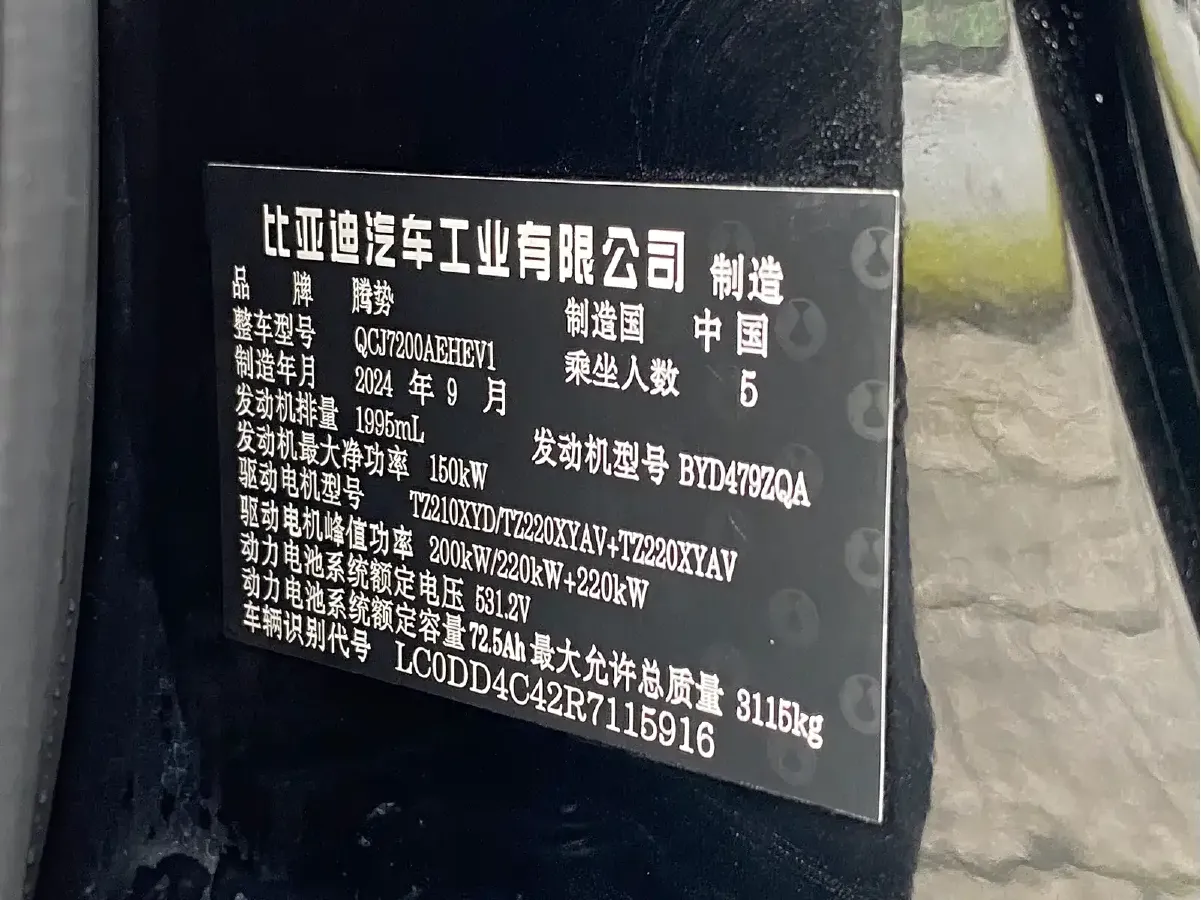 比亚迪汽车工业有限公司 制造
品 牌 腾势 制造国 中国
整车型号 QCJ7200AEHEV1 乘坐人数 5
制造年月 2024 年 9 月
发动机排量 1995mL 发动机型号 BYD479ZQA
发动机最大净功率 150kW
驱动电机型号 TZ210XYD/TZ220XYAV+TZ220XYAV
驱动电机峰值功率 200kW/220kW+220kW
动力电池系统额定电压 531.2V
动力电池系统额定容量 72.5Ah 最大允许总质量 3115kg
车辆识别代号 LC0DD4C42R7115916